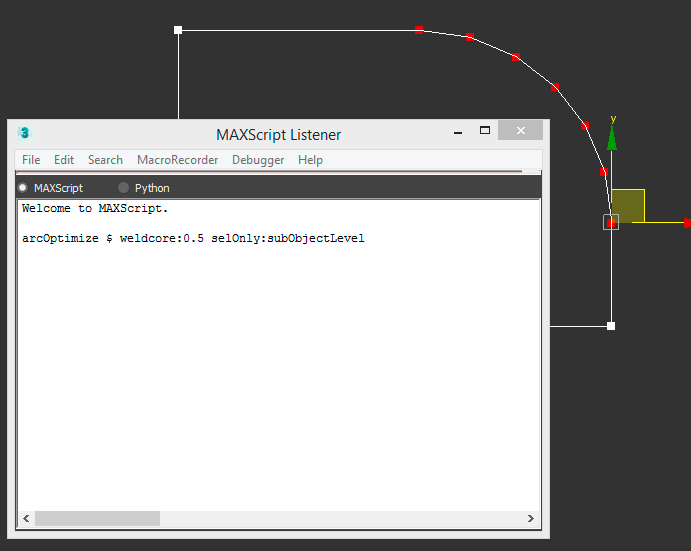 y
3
MAXScript Listener
File Edit Search MacroRecorder Debugger Help
MAXScript Python
Welcome to MAXScript.
arcOptimize $ weldcore:0.5 selOnly:subObjectLevel